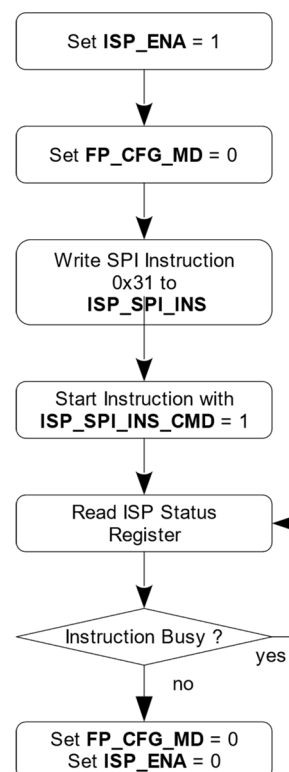 Set ISP_ENA = 1
Set FP_CFG_MD = 0
Write SPI Instruction
0x31 to
ISP_SPI_INS
Start Instruction with
ISP_SPI_INS_CMD = 1
Read ISP Status
Register
Instruction Busy ?
yes
no
Set FP_CFG_MD = 0
Set ISP_ENA = 0